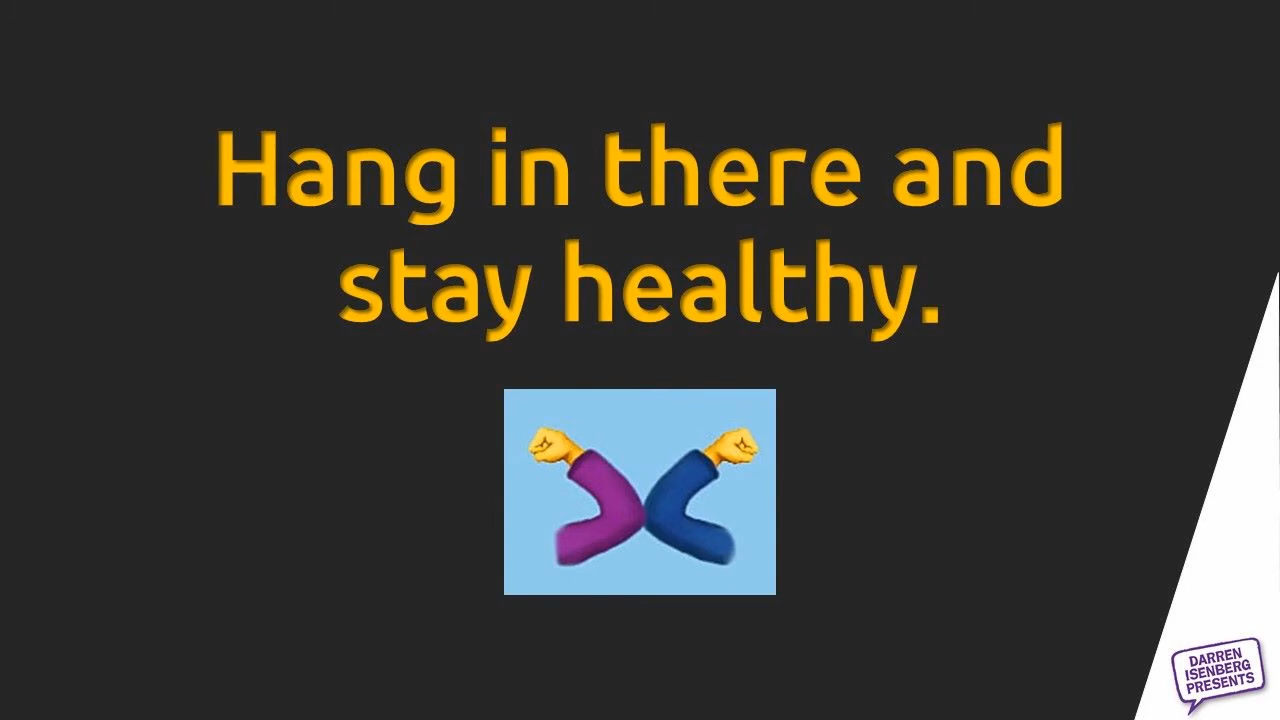 Hang in there and
stay healthy.
DARREN
ISENBERG
PRESENTS